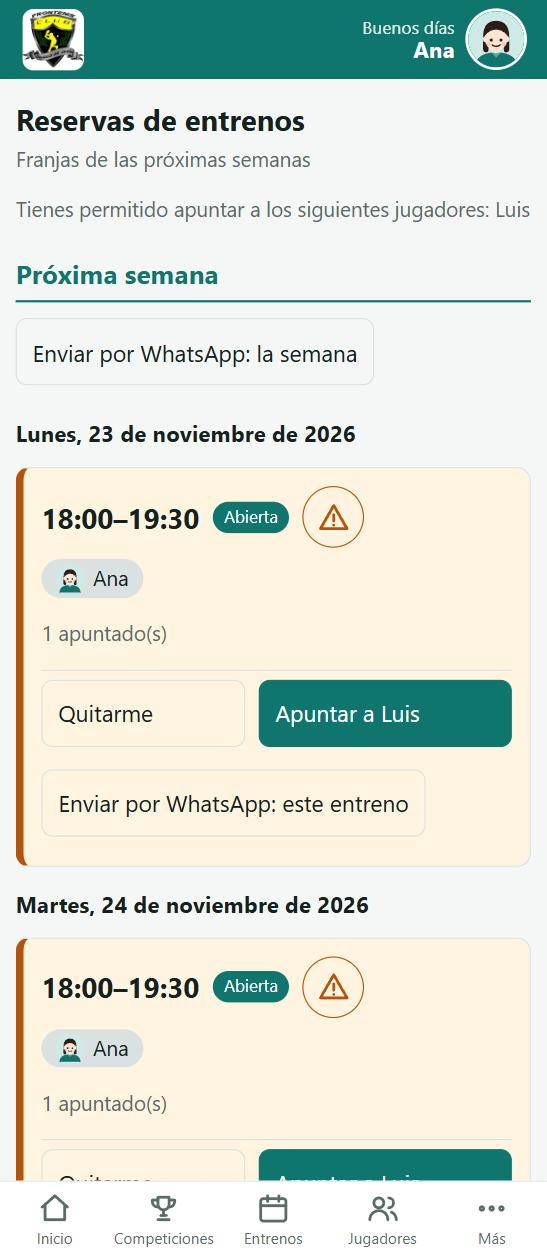 Buenos días
Ana
Reservas de entrenos
Franjas de las próximas semanas
Tienes permitido apuntar a los siguientes jugadores: Luis
Próxima semana
Enviar por WhatsApp: la semana
Lunes, 23 de noviembre de 2026
18:00–19:30 Abierta
Ana
1 apuntado(s)
Quitarme Apuntar a Luis
Enviar por WhatsApp: este entreno
Martes, 24 de noviembre de 2026
18:00–19:30 Abierta
Ana
1 apuntado(s)
Quitarme Apuntar a Luis
Inicio Competiciones Entrenos Jugadores Más